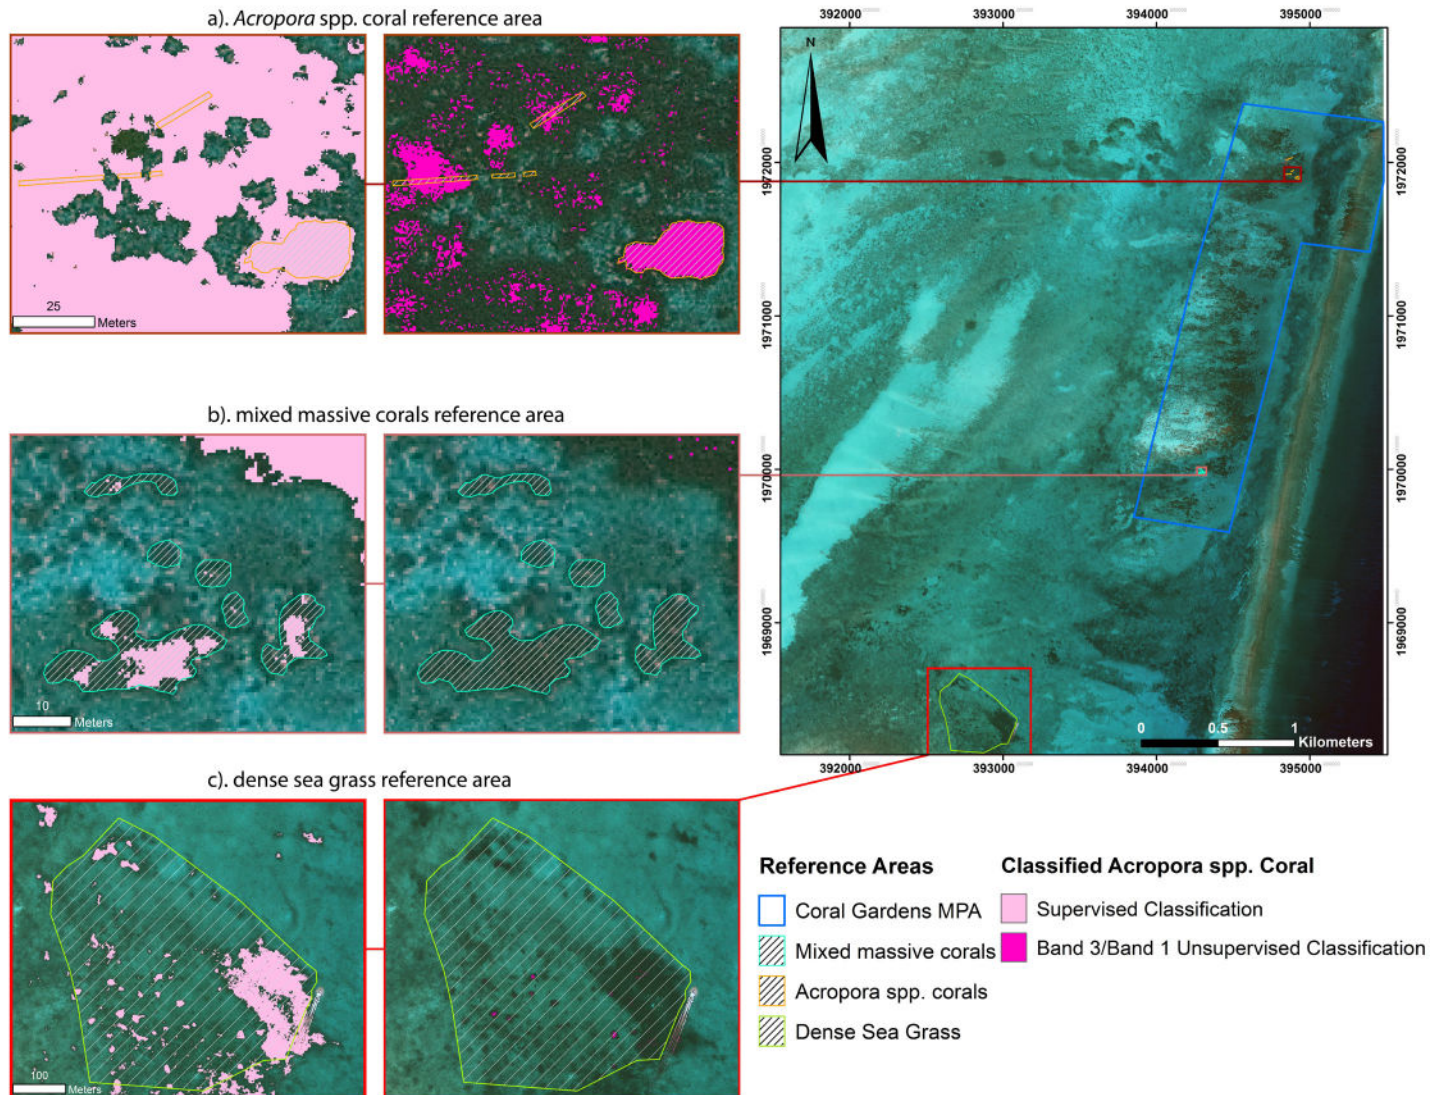 a). Acropora spp. coral reference area
25
Meters
b). mixed massive corals reference area
10
Meters
c). dense sea grass reference area
100
Meters
392000 393000 394000 395000
N
1972000 1972000
1971000 1971000
1970000 1970000
1969000 1969000
0 0.5 1
Kilometers
392000 393000 394000 395000
Reference Areas
Coral Gardens MPA
Mixed massive corals
Acropora spp. corals
Dense Sea Grass
Classified Acropora spp. Coral
Supervised Classification
Band 3/Band 1 Unsupervised Classification